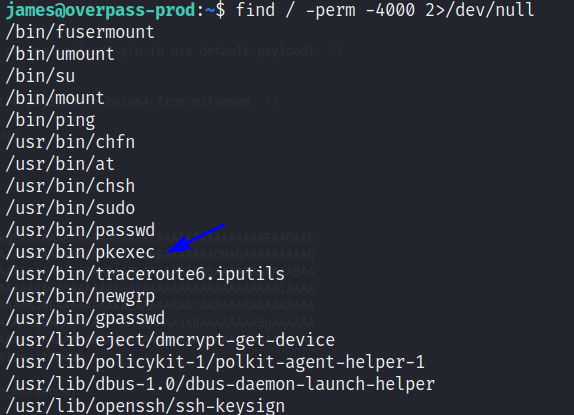 james@overpass-prod:~$ find / -perm -4000 2>/dev/null
/bin/fusermount
/bin/umount
/bin/su
/bin/mount
/bin/ping
/usr/bin/chfn
/usr/bin/at
/usr/bin/chsh
/usr/bin/sudo
/usr/bin/passwd
/usr/bin/pkexec
/usr/bin/traceroute6.iputils
/usr/bin/newgrp
/usr/bin/gpasswd
/usr/lib/eject/dmcrypt-get-device
/usr/lib/policykit-1/polkit-agent-helper-1
/usr/lib/dbus-1.0/dbus-daemon-launch-helper
/usr/lib/openssh/ssh-keysign